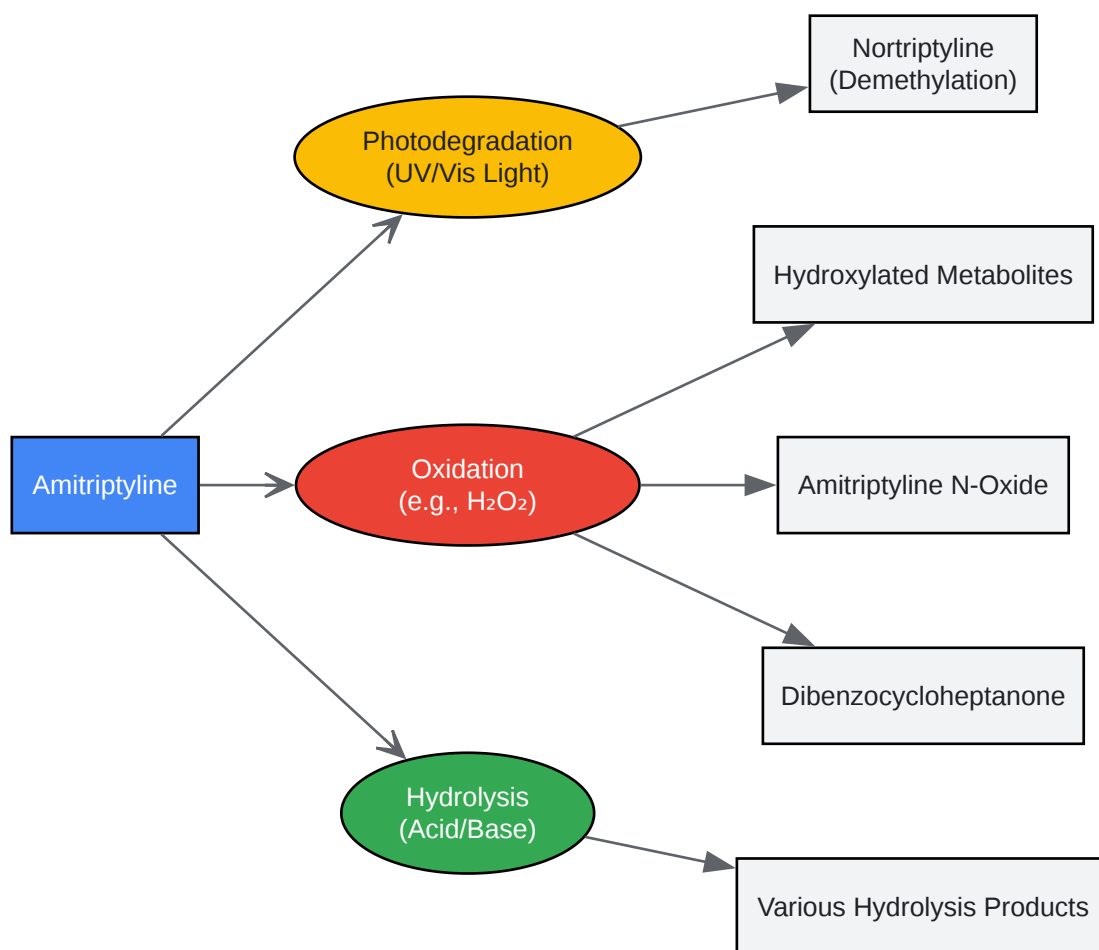 Nortriptyline
(Demethylation)
Photodegradation
(UV/Vis Light)
Hydroxylated Metabolites
Amitriptyline
Oxidation
(e.g., H₂O₂)
Amitriptyline N-Oxide
Dibenzocycloheptanone
Hydrolysis
(Acid/Base)
Various Hydrolysis Products